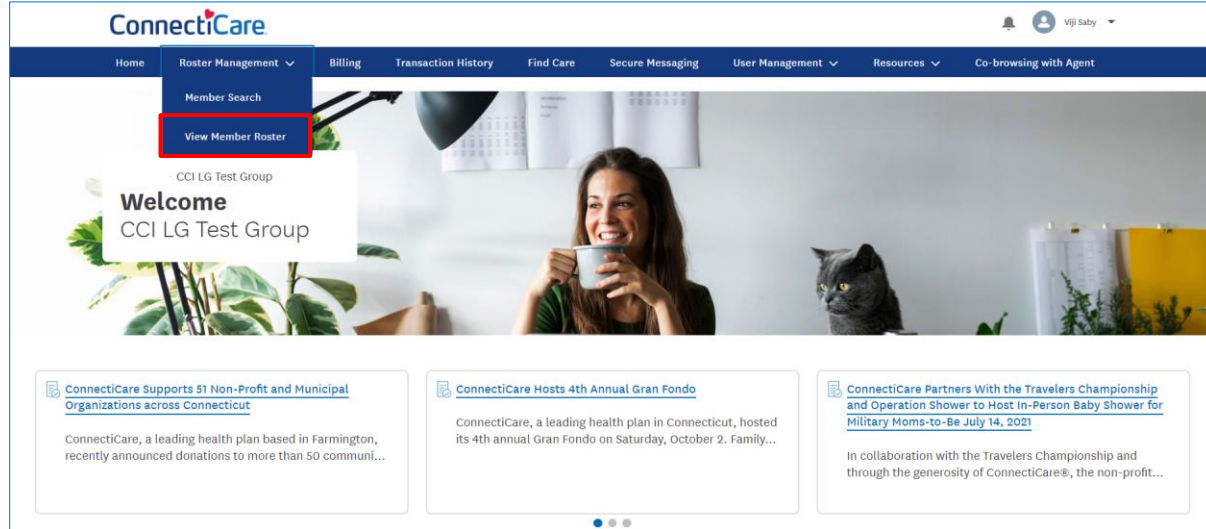 ConnectiCare
Viji Saby
Home Roster Management Billing Transaction History Find Care Secure Messaging User Management Resources Co-browsing with Agent
Member Search
View Member Roster
CCI LG Test Group
Welcome
CCI LG Test Group
ConnectiCare Supports 51 Non-Profit and Municipal
Organizations across Connecticut
ConnectiCare, a leading health plan based in Farmington,
recently announced donations to more than 50 communi...
ConnectiCare Hosts 4th Annual Gran Fondo
ConnectiCare, a leading health plan in Connecticut, hosted
its 4th annual Gran Fondo on Saturday, October 2. Family...
ConnectiCare Partners With the Travelers Championship
and Operation Shower to Host In-Person Baby Shower for
Military Moms-to-Be July 14, 2021
In collaboration with the Travelers Championship and
through the generosity of ConnectiCare®, the non-profit...